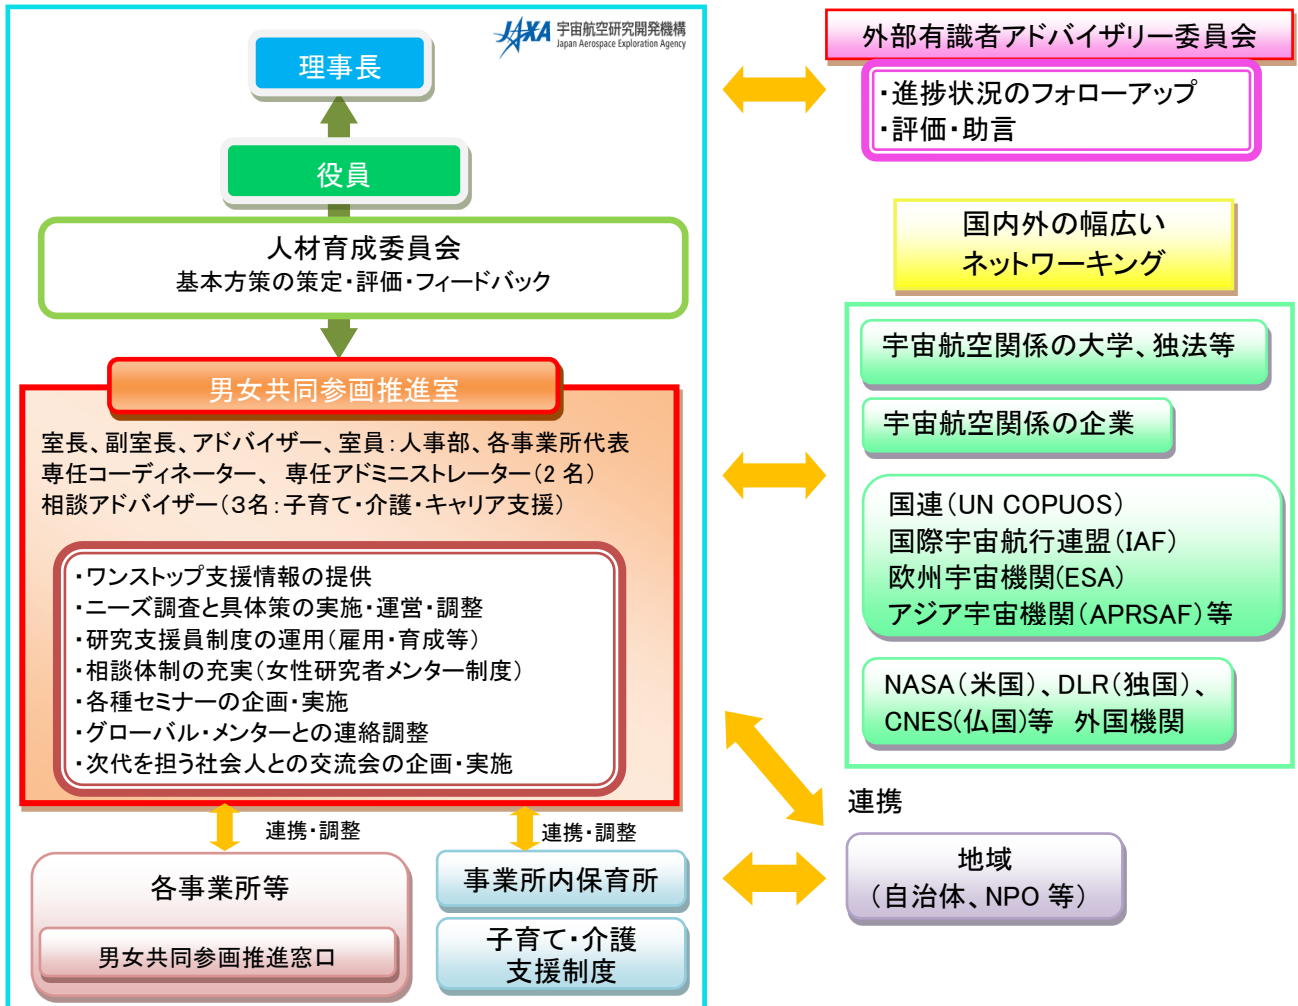 JAXA 宇宙航空研究開発機構
Japan Aerospace Exploration Agency
理事長
役員
人材育成委員会
基本方策の策定・評価・フィードバック
男女共同参画推進室
室長、副室長、アドバイザー、室員：人事部、各事業所代表
専任コーディネーター、 専任アドミニストレーター（2 名）
相談アドバイザー（3名：子育て・介護・キャリア支援）
・ワンストップ支援情報の提供
・ニーズ調査と具体策の実施・運営・調整
・研究支援員制度の運用（雇用・育成等）
・相談体制の充実（女性研究者メンター制度）
・各種セミナーの企画・実施
・グローバル・メンターとの連絡調整
・次代を担う社会人との交流会の企画・実施
連携・調整
連携・調整
各事業所等
男女共同参画推進窓口
事業所内保育所
子育て・介護
支援制度
外部有識者アドバイザリー委員会
・進捗状況のフォローアップ
・評価・助言
国内外の幅広い
ネットワーキング
宇宙航空関係の大学、独法等
宇宙航空関係の企業
国連（UN COPUOS）
国際宇宙航行連盟（IAF）
欧州宇宙機関(ESA）
アジア宇宙機関（APRSAF）等
NASA（米国）、DLR（独国）、
CNES(仏国）等 外国機関
連携
地域
（自治体、NPO 等）